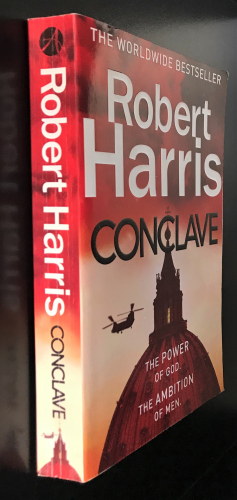 Robert Harris CONCLAVE
THE WORLDWIDE BESTSELLER
Robert
Harris
CONCLAVE
THE POWER
OF GOD.
THE AMBITION
OF MEN.